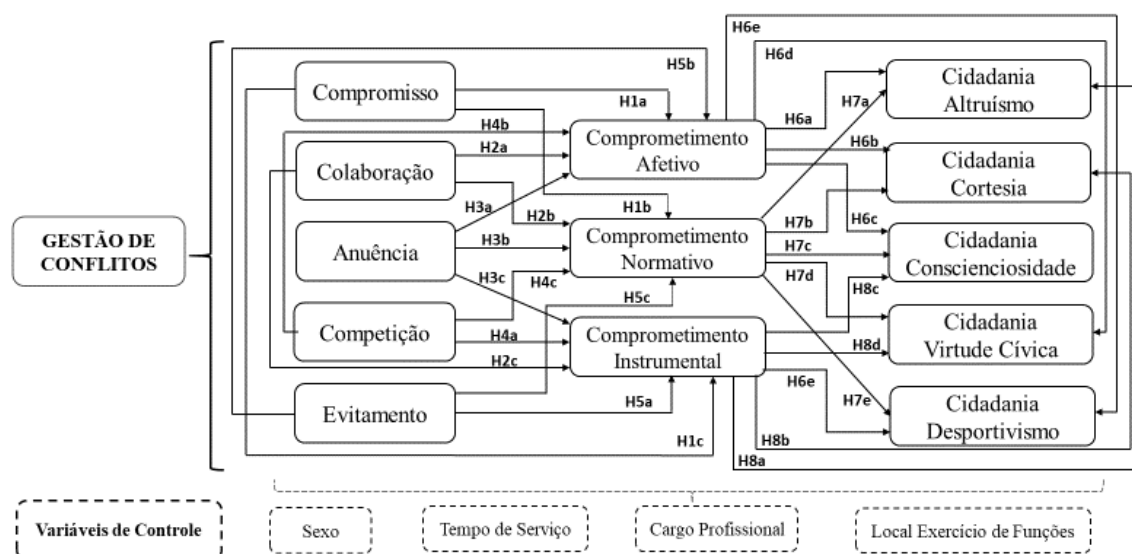 H6e
H6d
H5b
Compromisso
H1a
H4b
H2a
Colaboração
Comprometimento
Afetivo
H6a
H7a
Cidadania
Altruísmo
H6b
Cidadania
Cortesia
H3a
H2b
H1b
GESTÃO DE
CONFLITOS
Anuência
H3b
H3c
H4c
Comprometimento
Normativo
H7b
H7c
H7d
H6c
H8c
Cidadania
Conscienciosidade
H5c
Competição
H4a
H2c
Comprometimento
Instrumental
H8d
H6e
Cidadania
Virtude Cívica
Evitamento
H5a
H1c
H7e
H8b
H8a
Cidadania
Desportivismo
Variáveis de Controle
Sexo
Tempo de Serviço
Cargo Profissional
Local Exercício de Funções